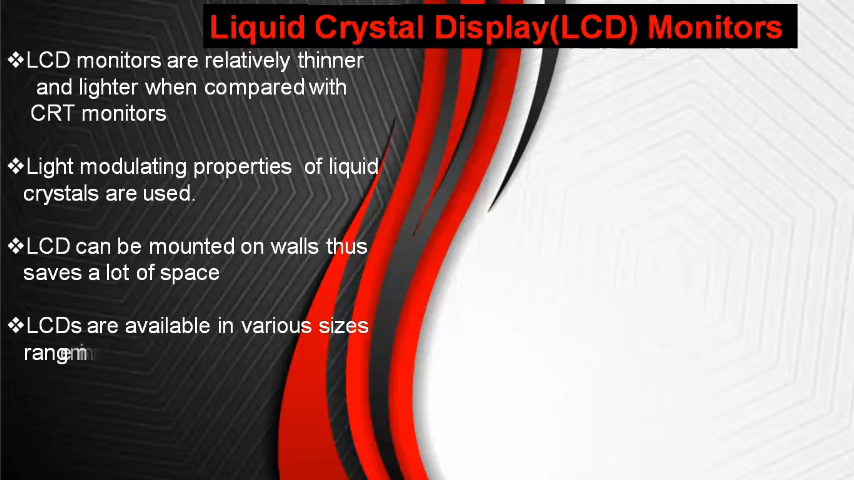 Liquid Crystal Display(LCD) Monitors
❖LCD monitors are relatively thinner
and lighter when compared with
CRT monitors
❖Light modulating properties of liquid
crystals are used.
❖LCD can be mounted on walls thus
saves a lot of space
❖LCDs are available in various sizes